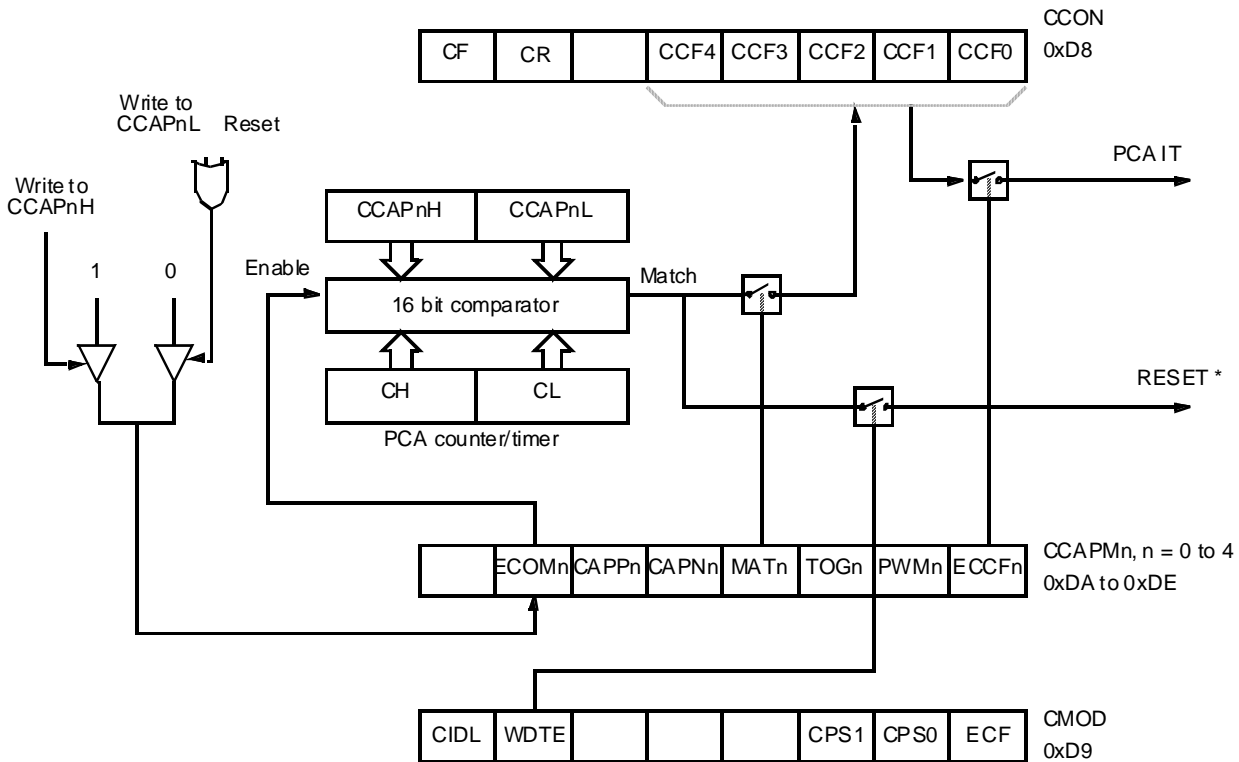 CCON
CF CR CCF4 CCF3 CCF2 CCF1 CCF0
0xD8
Write to
CCAPnL Reset
PCA IT
Write to
CCAPnH
CCAPnH CCAPnL
1 0
Enable
Match
16 bit comparator
RESET *
CH CL
PCA counter/timer
ECOMn CAPPn CAPNn MATn TOGn PWMn ECCFn
CCAPMn, n = 0 to 4
0xDA to 0xDE
CIDL WDTE CPS1 CPS0 ECF
CMOD
0xD9